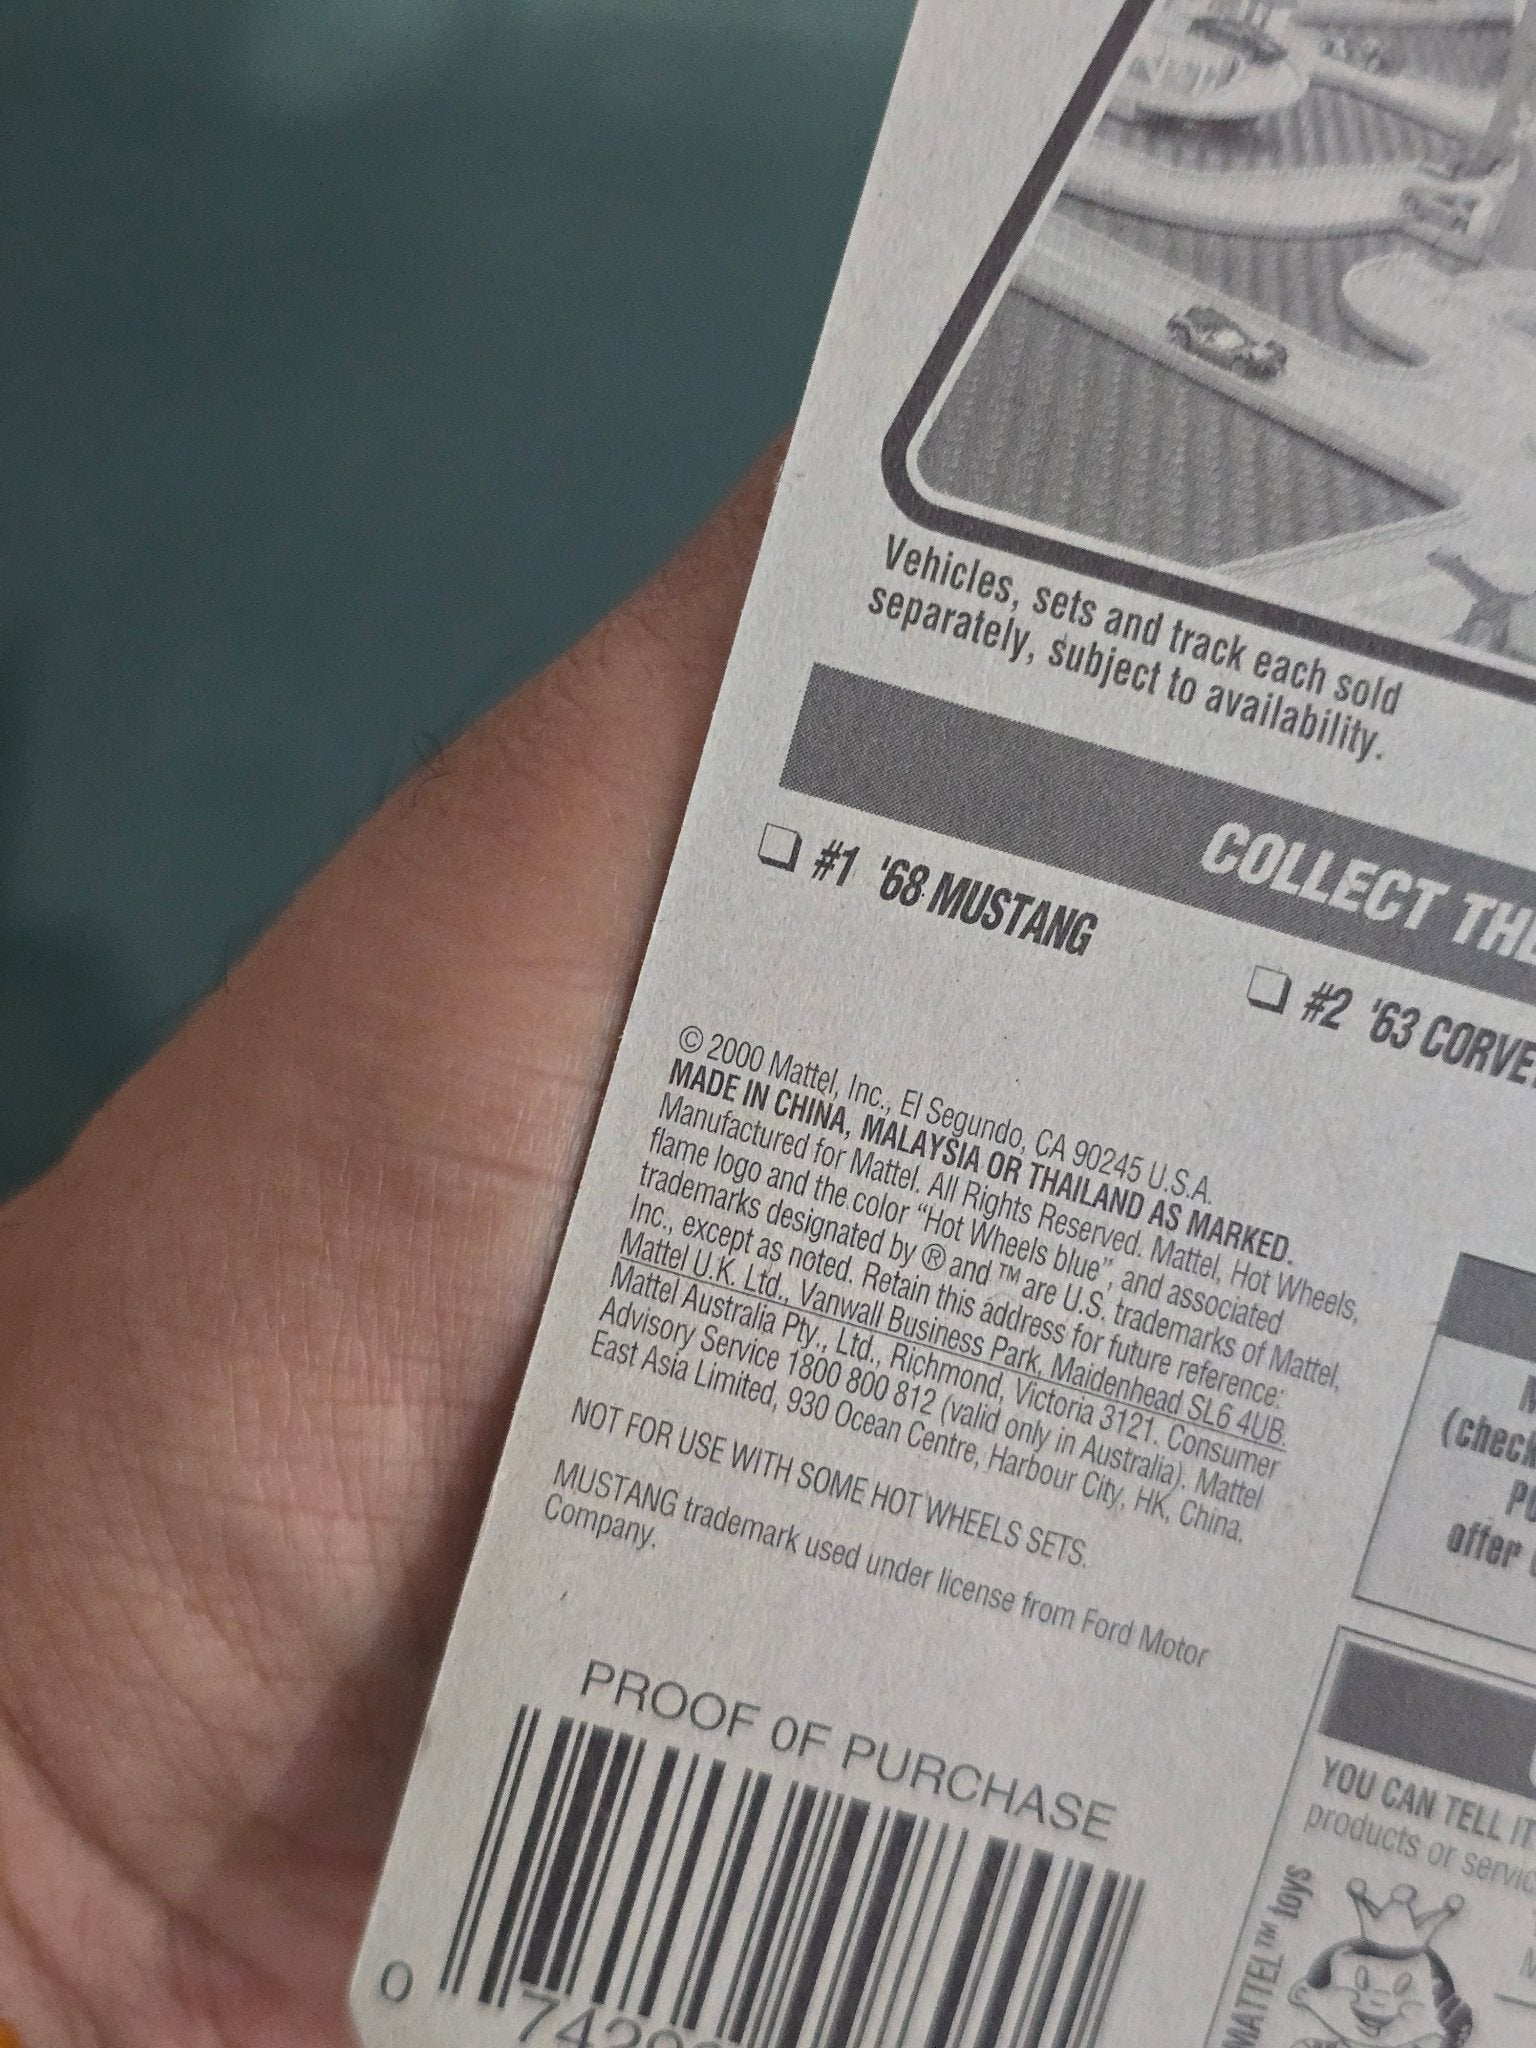 Vehicles, sets and track each sold
separately, subject to availability.
COLLECT
#1 '68 MUSTANG
#2 '63
© 2000 Mattel, Inc., El Segundo, CA 90245 U.S.A.
MADE IN CHINA, MALAYSIA OR THAILAND AS MARKED.
Manufactured for Mattel. All Rights Reserved. Mattel, Hot Wheels,
flame logo and the color “Hot Wheels blue”, and associated
trademarks designated by ® and ™ are U.S. trademarks of Mattel,
Inc., except as noted. Retain this address for future reference:
Mattel U.K. Ltd., Vanwall Business Park, Maidenhead SL6 4UB.
Mattel Australia Pty., Ltd., Richmond, Victoria 3121. Consumer
Advisory Service 1800 800 812 (valid only in Australia). Mattel
East Asia Limited, 930 Ocean Centre, Harbour City, HK, China.
NOT FOR USE WITH SOME HOT WHEELS SETS.
MUSTANG trademark used under license from Ford Motor
Company.
PROOF OF PURCHASE
0
offer
YOU CAN TELL IT
products or
MATTEL™ toys